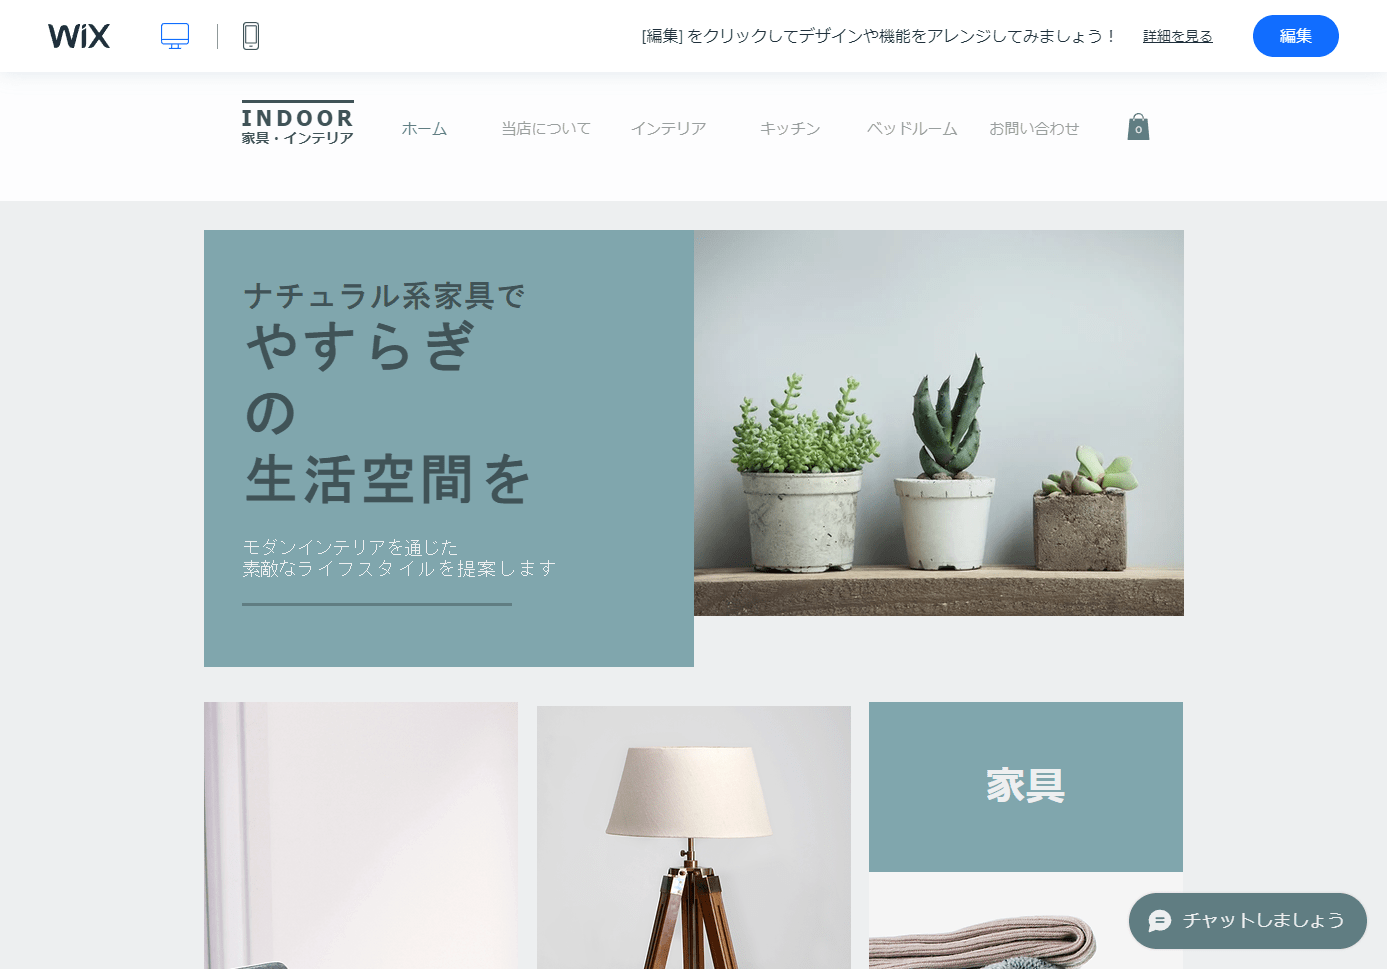 WiX
[編集] をクリックしてデザインや機能をアレンジしてみましょう！
詳細を見る
編集
INDOOR
家具・インテリア
ホーム
当店について
インテリア
キッチン
ベッドルーム
お問い合わせ
0
ナチュラル系家具で
やすらぎ
の
生活空間を
モダンインテリアを通じた
素敵なライフスタイルを提案します
家具
チャットしましょう